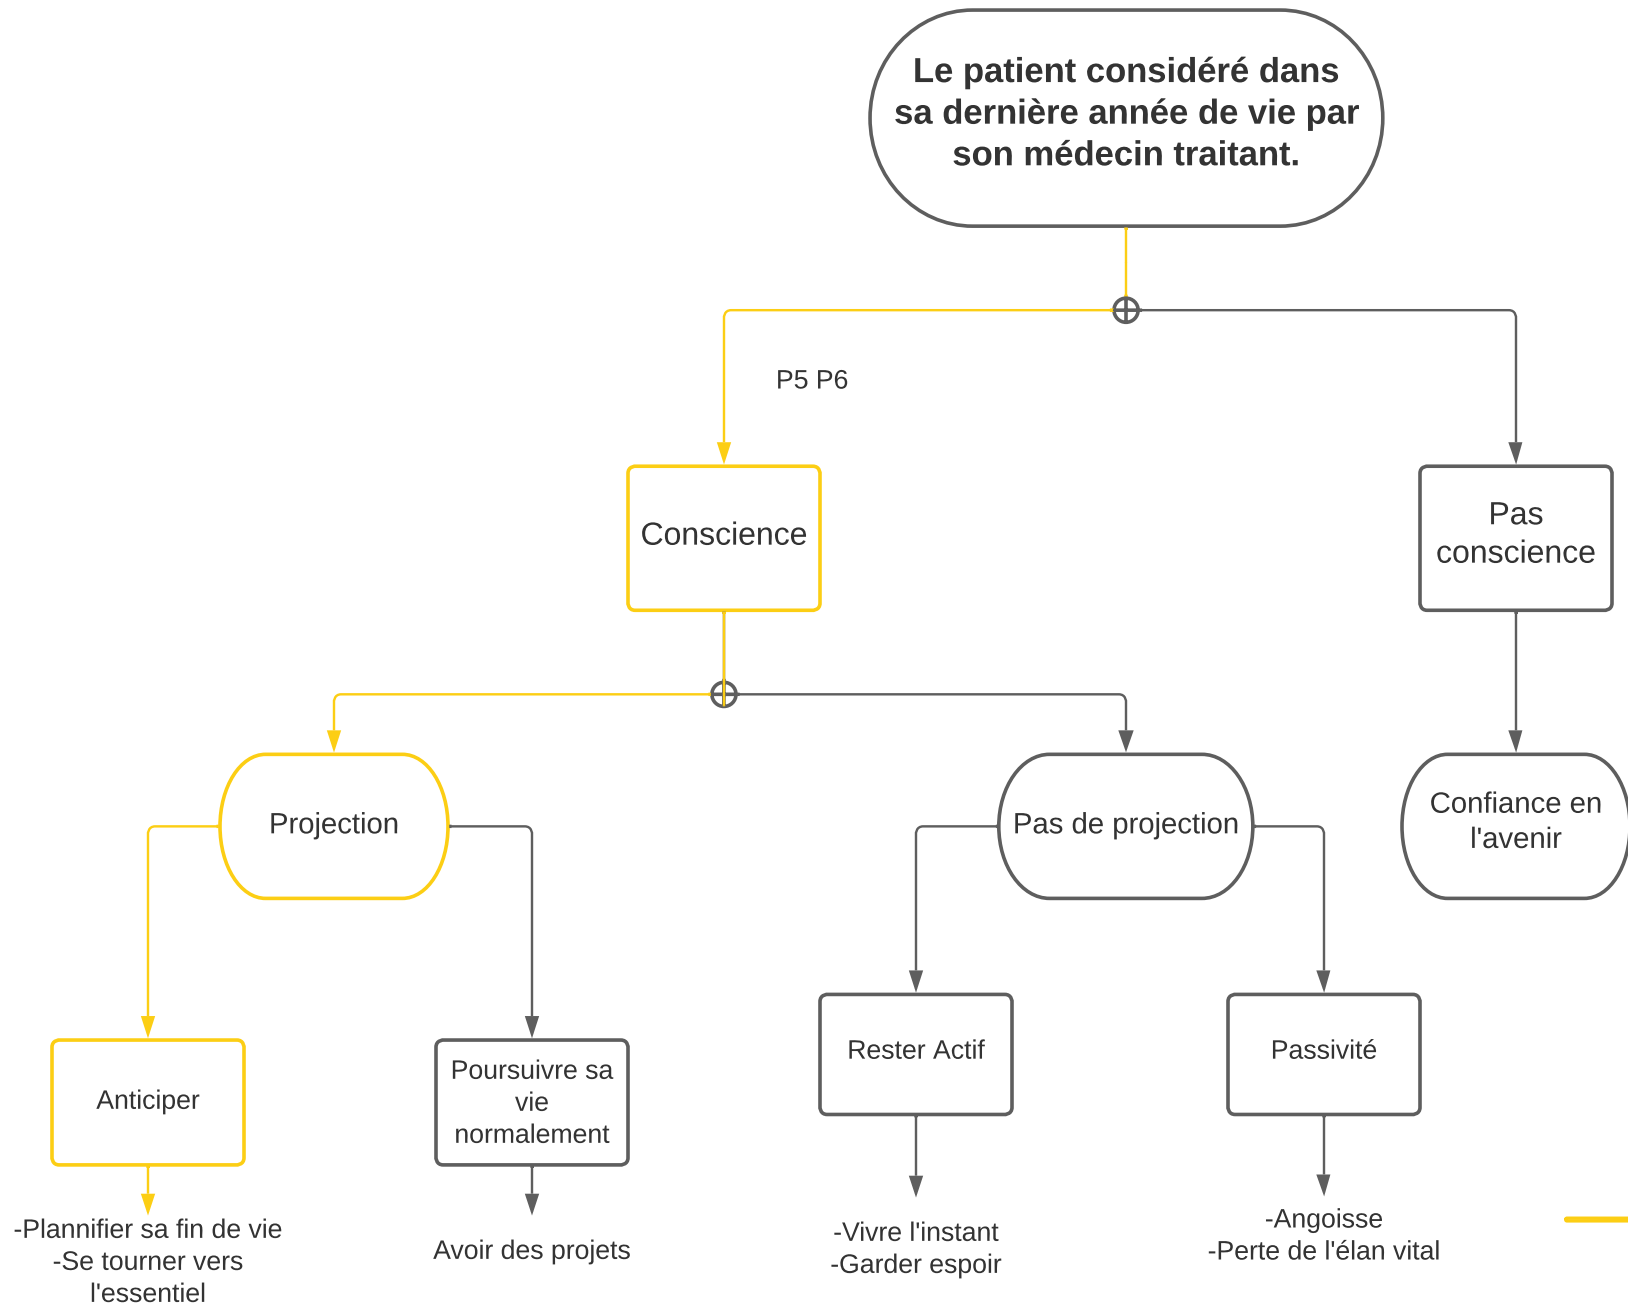 Le patient considéré dans
sa dernière année de vie par
son médecin traitant.
P5 P6
Conscience
Pas
conscience
Projection
Pas de projection
Confiance en
l'avenir
Anticiper
Poursuivre sa
vie
normalement
Rester Actif
Passivité
-Plannifier sa fin de vie
-Se tourner vers
l'essentiel
Avoir des projets
-Vivre l'instant
-Garder espoir
-Angoisse
-Perte de l'élan vital